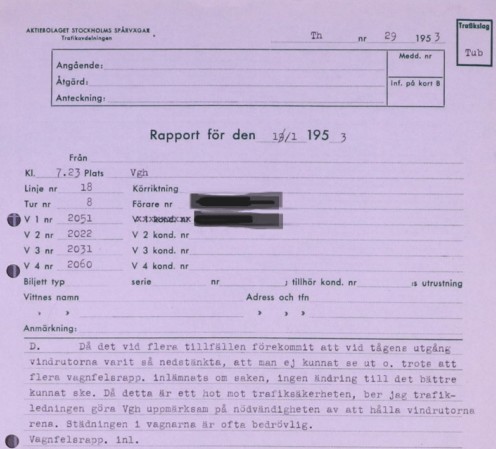 AKTIEBOLAGET STOCKHOLMS SPÅRVÄGAR
Trafikavdelningen
Th nr 29 1953
Trafikslag
Tub
Angående:
Medd. nr
Åtgärd:
Inf. på kort B
Anteckning:
Rapport för den 1/1 195 3
Från
Kl. 7.23 Plats Vgh
Linje nr 18 Körriktning
Tur nr 8 Förare nr
V 1 nr 2051 V 1 kond. nr
V 2 nr 2022 V 2 kond. nr
V 3 nr 2031 V 3 kond. nr
V 4 nr 2060 V 4 kond. nr
Biljett typ serie nr ; tillhör kond. nr :s utrustning
Vittnes namn Adress och tfn
» » » » »
Anmärkning:
D. Då det vid flera tillfällen förekommit att vid tågens utgång
vindrutorna varit så nedstänkta, att man ej kunnat se ut o. trots att
flera vagnfelsrapp. inlämnats om saken, ingen ändring till det bättre
kunnat ske. Då detta är ett hot mot trafiksäkerheten, ber jag trafik-
ledningen göra Vgh uppmärksam på nödvändigheten av att hålla vindrutorna
rena. Städningen i vagnarna är ofta bedrövlig.
Vagnfelsrapp. inl.